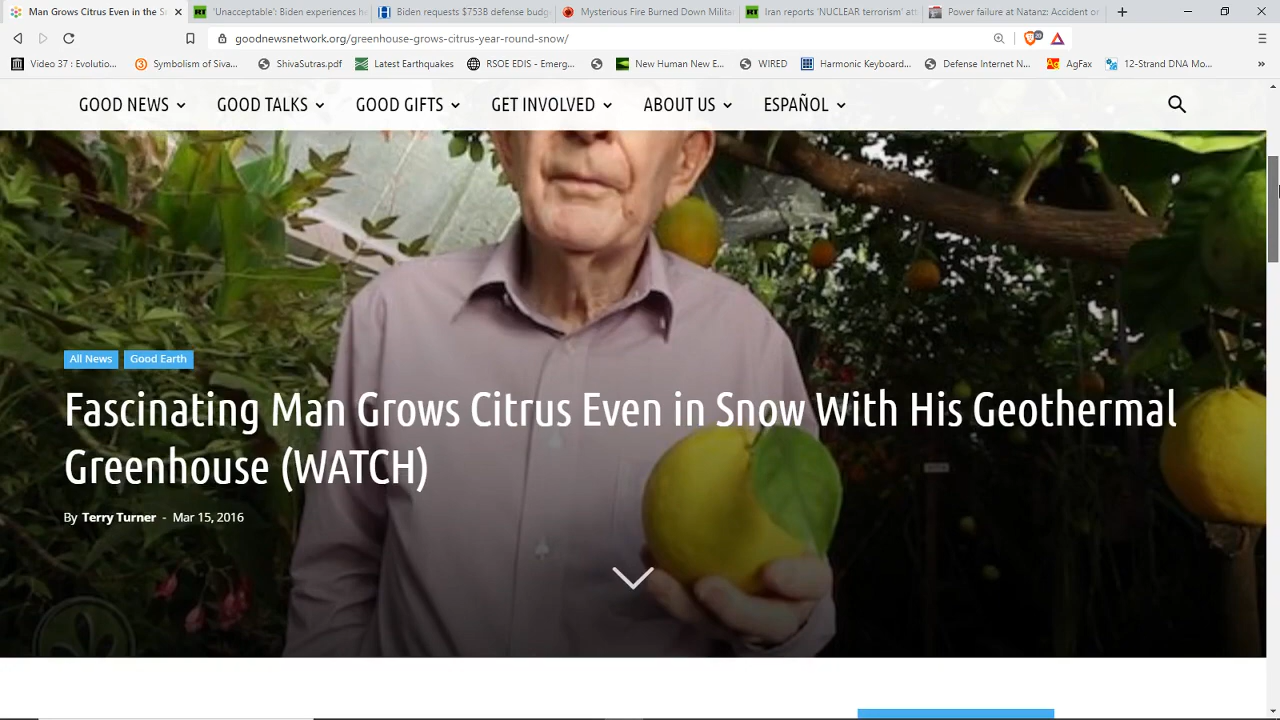 Man Grows Citrus Even in the S
'Unacceptable': Biden experiences h
Biden requests $753B defense budg
Mysterious Fire Burned Down Militar
Iran reports 'NUCLEAR terrorism' att
Power failure at Natanz: Accident or
goodnewsnetwork.org/greenhouse-grows-citrus-year-round-snow/
Video 37 : Evolutio...
Symbolism of Siva...
ShivaSutras.pdf
Latest Earthquakes
RSOE EDIS - Emerg...
New Human New E...
WIRED
Harmonic Keyboard...
Defense Internet N...
AgFax
12-Strand DNA Mo...
»
GOOD NEWS
GOOD TALKS
GOOD GIFTS
GET INVOLVED
ABOUT US
ESPAÑOL
All News
Good Earth
Fascinating Man Grows Citrus Even in Snow With His Geothermal
Greenhouse (WATCH)
By Terry Turner - Mar 15, 2016